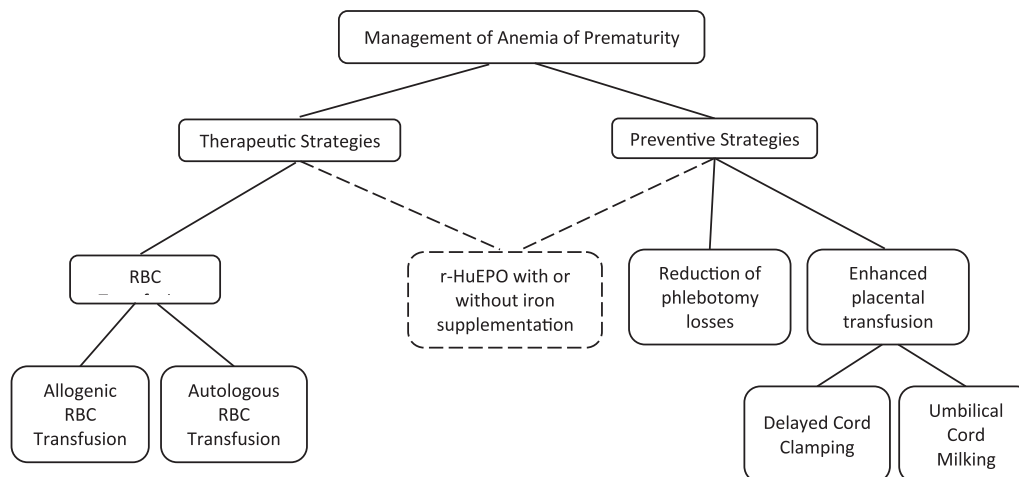 Management of Anemia of Prematurity
Therapeutic Strategies
Preventive Strategies
RBC
r-HuEPO with or
without iron
supplementation
Reduction of
phlebotomy
losses
Enhanced
placental
transfusion
Allogenic
RBC
Transfusion
Autologous
RBC
Transfusion
Delayed Cord
Clamping
Umbilical
Cord
Milking